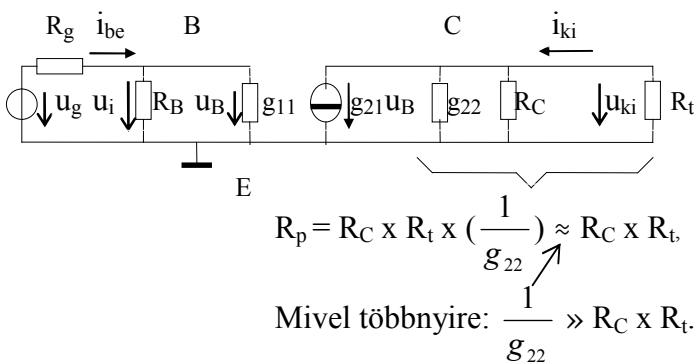 R_g i_be B C i_ki
u_g u_i R_B u_B g_11 g_21u_B g_22 R_C u_ki R_t
E
R_p = R_C x R_t x (1/g_22) ≈ R_C x R_t,
Mivel többnyire: 1/g_22 » R_C x R_t.